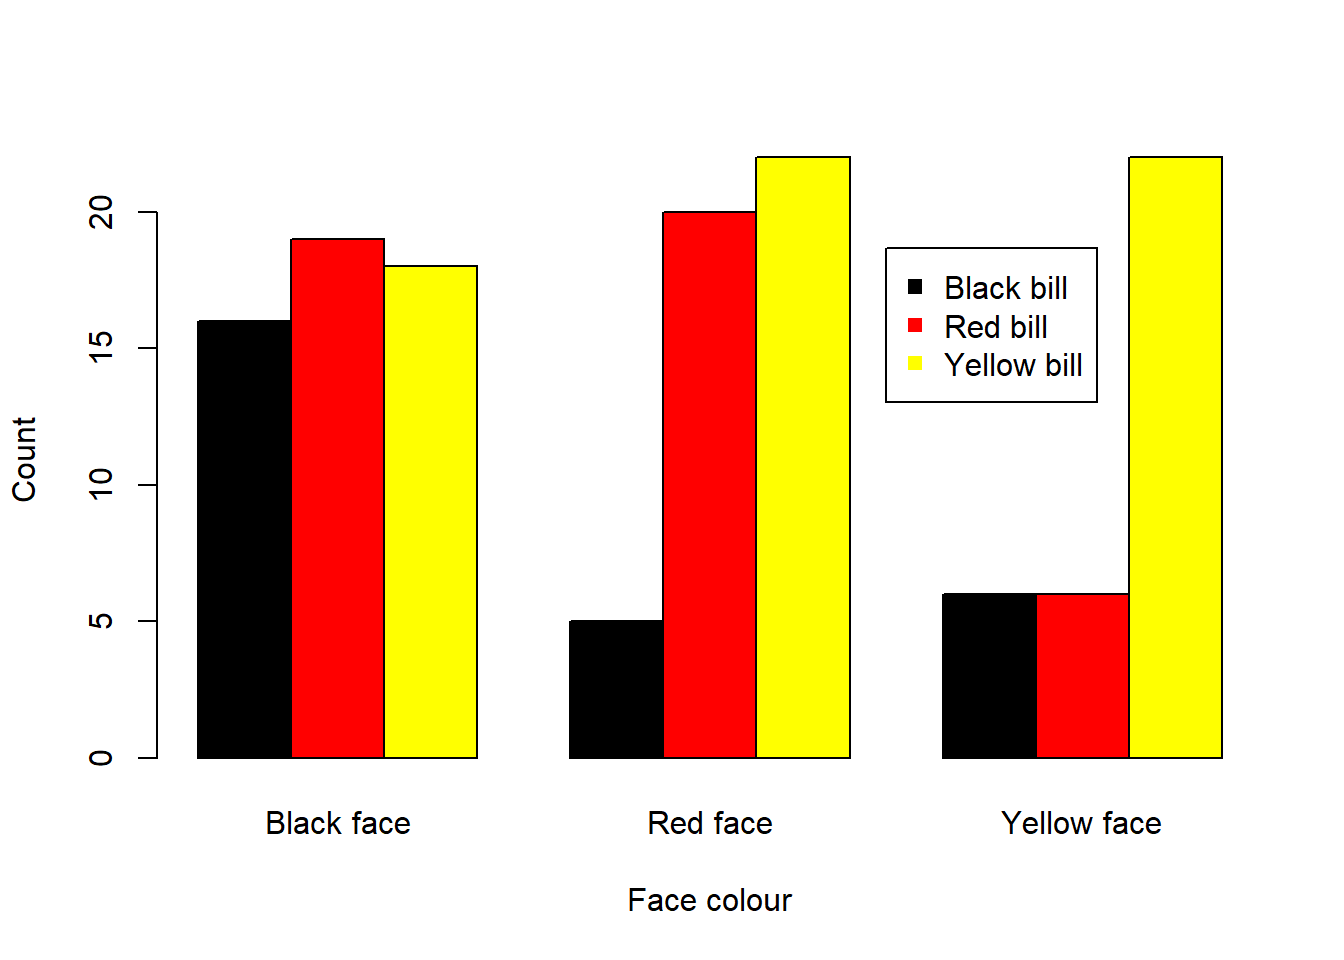 Count
20
15
10
5
0
Black bill
Red bill
Yellow bill
Black face
Red face
Yellow face
Face colour